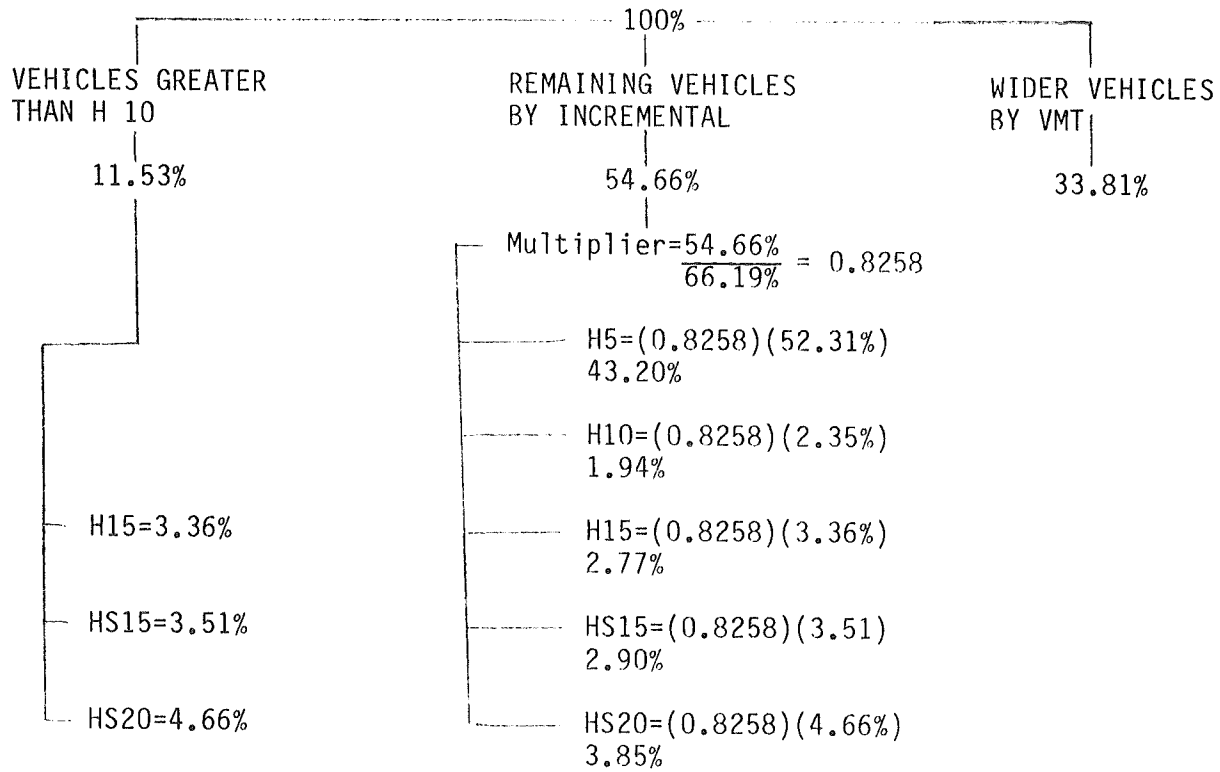 100%
VEHICLES GREATER
THAN H 10
11.53%
REMAINING VEHICLES
BY INCREMENTAL
54.66%
WIDER VEHICLES
BY VMT
33.81%
Multiplier=54.66%
66.19% = 0.8258
H5=(0.8258)(52.31%)
43.20%
H10=(0.8258)(2.35%)
1.94%
H15=3.36%
H15=(0.8258)(3.36%)
2.77%
HS15=3.51%
HS15=(0.8258)(3.51)
2.90%
HS20=4.66%
HS20=(0.8258)(4.66%)
3.85%